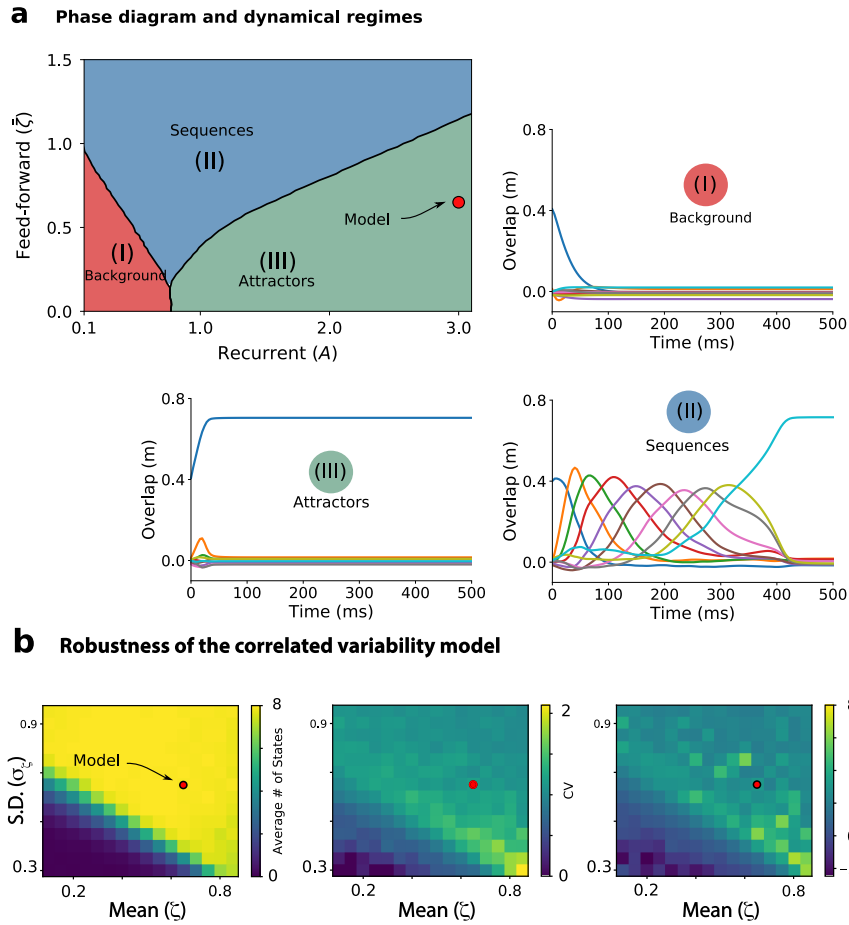 a Phase diagram and dynamical regimes
1.5
1.0
0.5
0.0
Feed-forward (ζ̄)
Sequences
(II)
(I)
Background
(III)
Attractors
Model
0.1
1.0
2.0
3.0
Recurrent (A)
0.8
0.4
0.0
Overlap (m)
(I)
Background
0
100
200
300
400
500
Time (ms)
0.8
0.4
0.0
Overlap (m)
(III)
Attractors
0
100
200
300
400
500
Time (ms)
0.8
0.4
0.0
Overlap (m)
(II)
Sequences
0
100
200
300
400
500
Time (ms)
b Robustness of the correlated variability model
0.9
0.3
S.D. (σζ)
Model
0.2
0.8
Mean (ζ)
8
0
Average # of States
0.9
0.3
0.2
0.8
Mean (ζ)
2
0
CV
0.9
0.3
0.2
0.8
Mean (ζ)